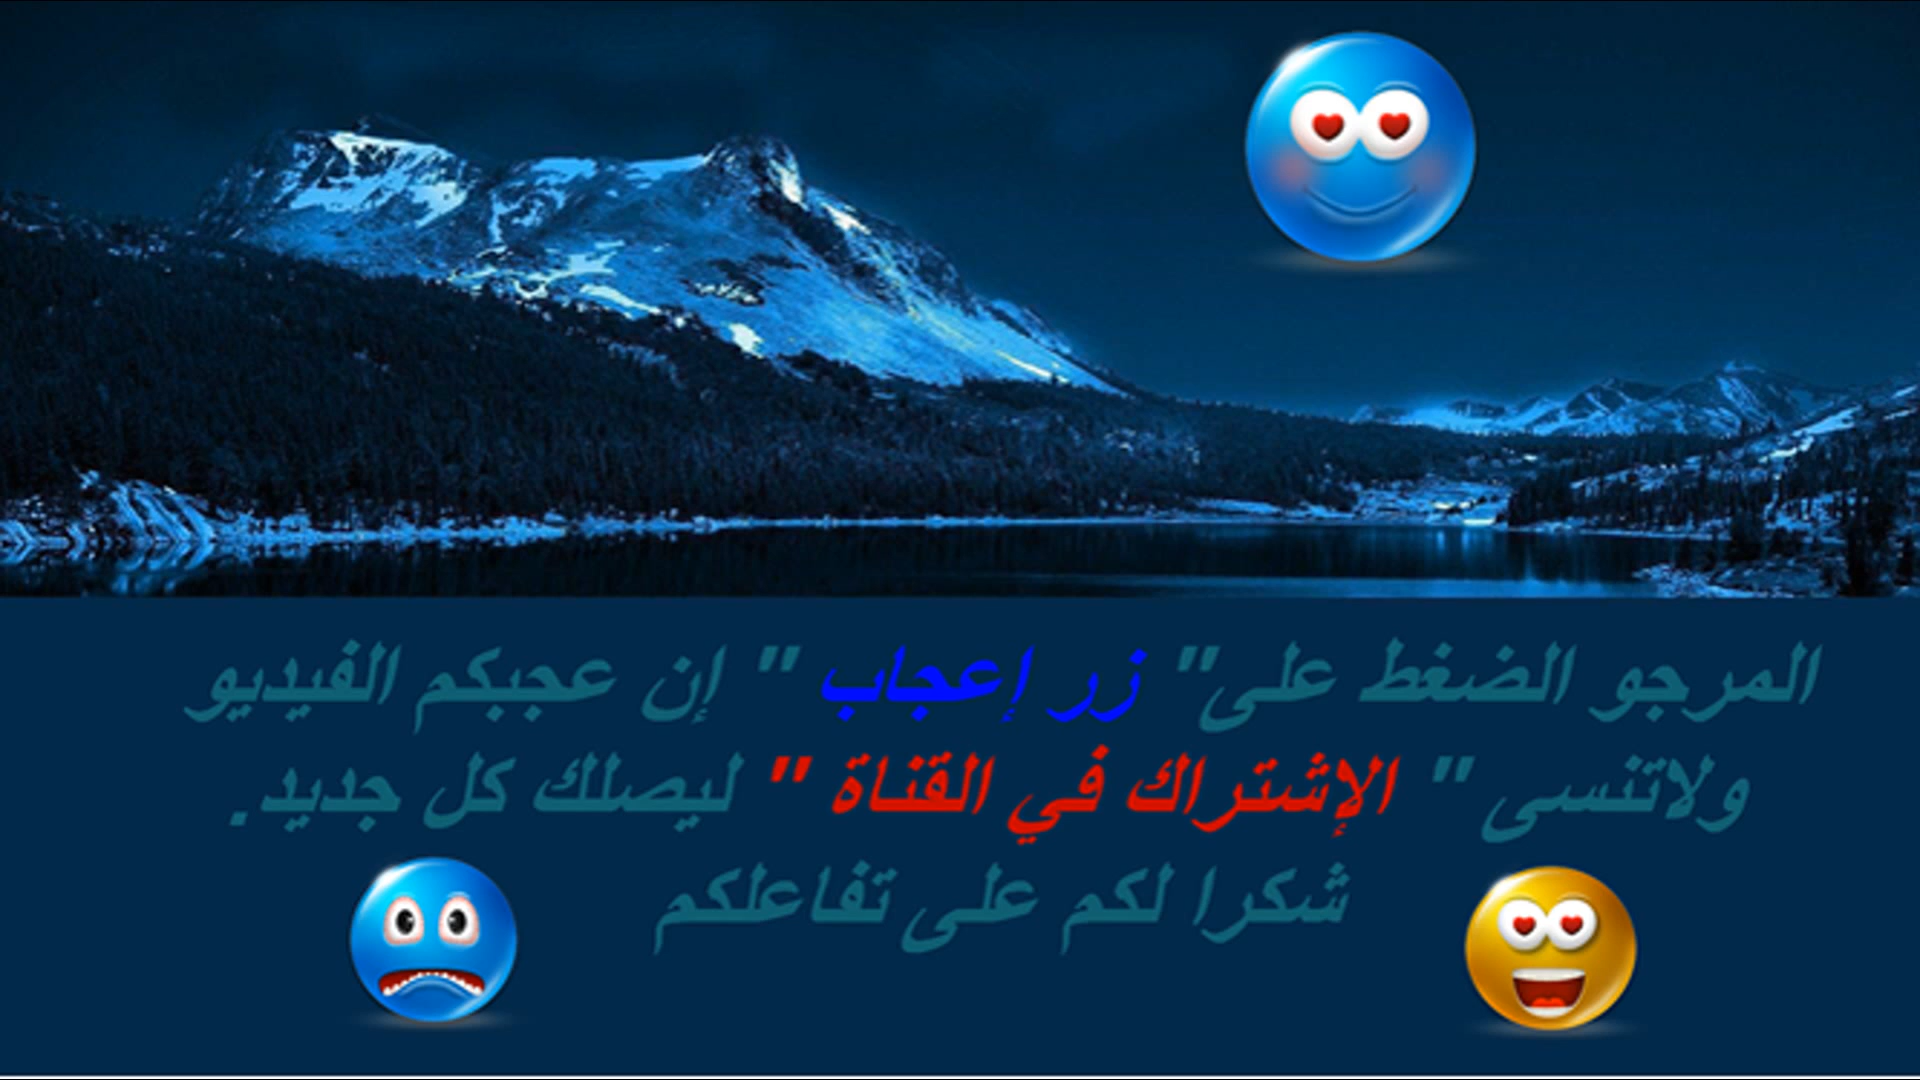 المرجو الضغط على" زر إعجاب " إن عجبكم الفيديو
ولاتنسى " الإشتراك في القناة " ليصلك كل جديد.
شكرا لكم على تفاعلكم